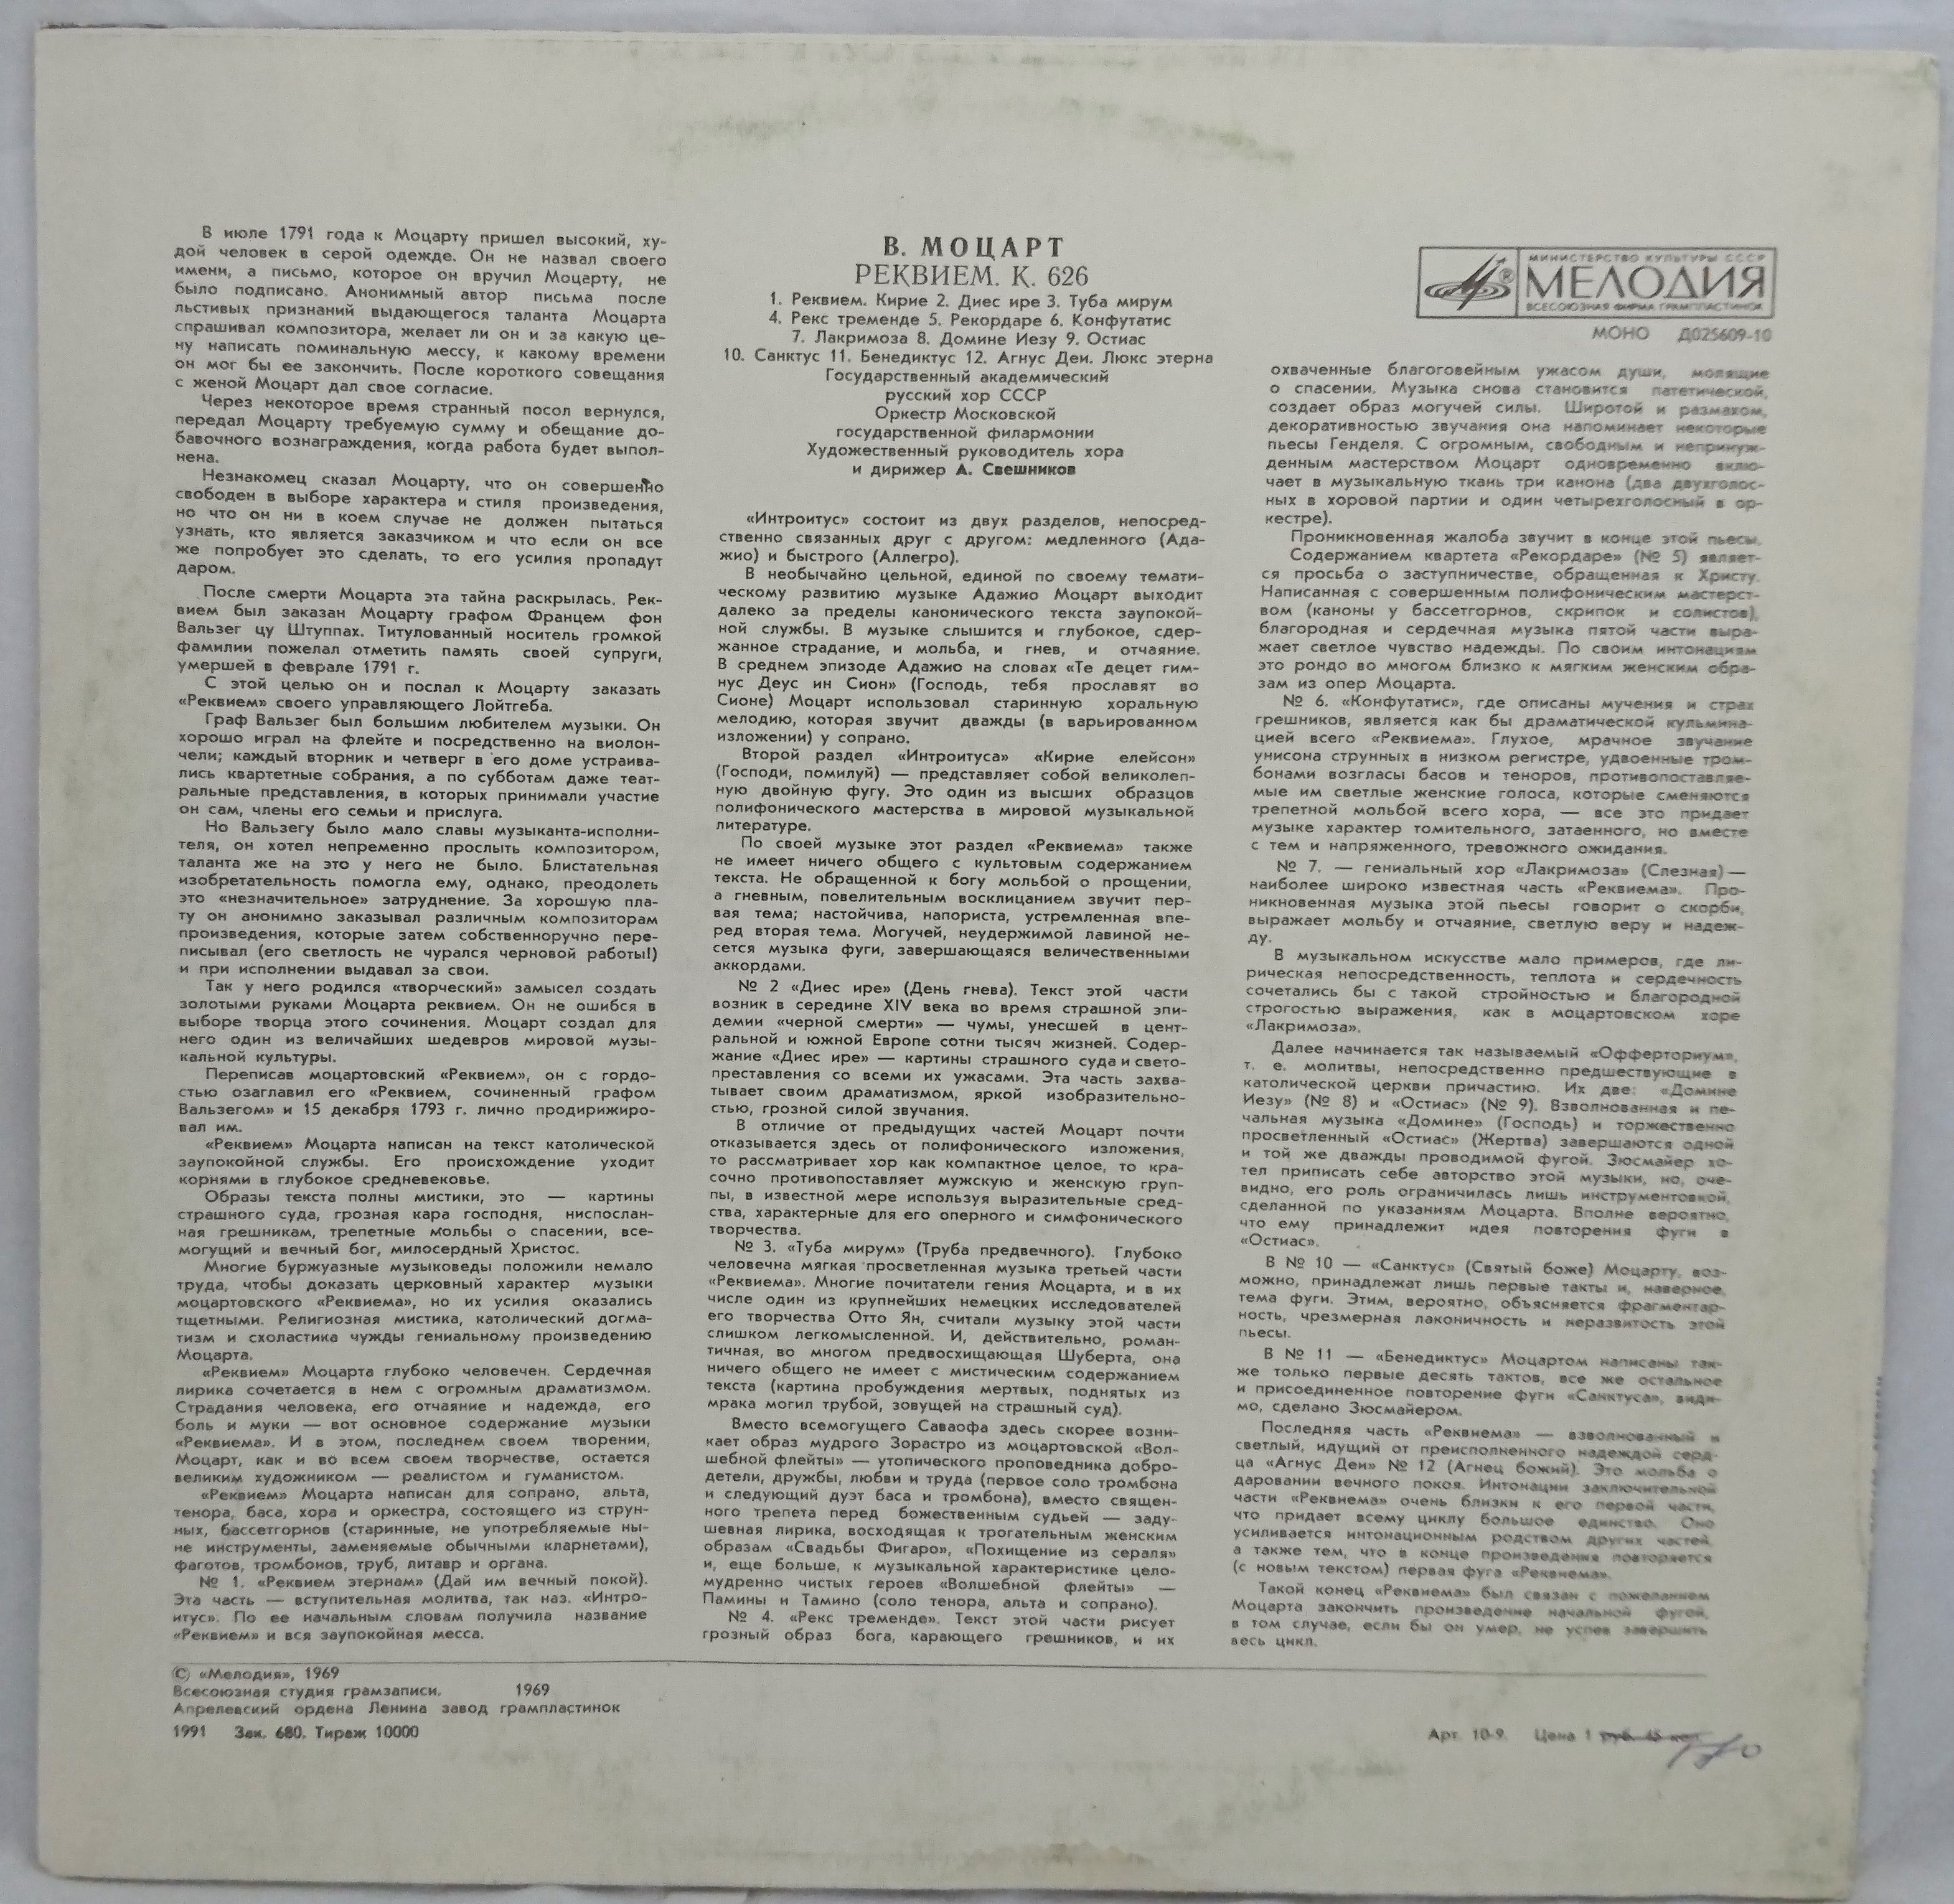 В июле 1791 года к Моцарту пришел высокий, ху-
дой человек в серой одежде. Он не назвал своего
имени, а письмо, которое он вручил Моцарту, не
было подписано. Анонимный автор письма после
льстивых признаний выдающегося таланта Моцарта
спрашивал композитора, желает ли он и за какую це-
ну написать поминальную мессу, к какому времени
он мог бы ее закончить. После короткого совещания
с женой Моцарт дал свое согласие.
Через некоторое время странный посол вернулся,
передал Моцарту требуемую сумму и обещание до-
бавочного вознаграждения, когда работа будет выпол-
нена.
Незнакомец сказал Моцарту, что он совершенно
свободен в выборе характера и стиля произведения,
но что он ни в коем случае не должен пытаться
узнать, кто является заказчиком и что если он все
же попробует это сделать, то его усилия пропадут
даром.
После смерти Моцарта эта тайна раскрылась. Рек-
вием был заказан Моцарту графом Францем фон
Вальзег цу Штуппах. Титулованный носитель громкой
фамилии пожелал отметить память своей супруги,
умершей в феврале 1791 г.
С этой целью он и послал к Моцарту заказать
«Реквием» своего управляющего Лойтгеба.
Граф Вальзег был большим любителем музыки. Он
хорошо играл на флейте и посредственно на виолон-
чели; каждый вторник и четверг в его доме устраива-
лись квартетные собрания, а по субботам даже теат-
ральные представления, в которых принимали участие
он сам, члены его семьи и прислуга.
Но Вальзегу было мало славы музыканта-исполни-
теля, он хотел непременно прослыть композитором,
таланта же на это у него не было. Блистательная
изобретательность помогла ему, однако, преодолеть
это «незначительное» затруднение. За хорошую пла-
ту он анонимно заказывал различным композиторам
произведения, которые затем собственноручно пере-
писывал (его светлость не чурался черновой работы!)
и при исполнении выдавал за свои.
Так у него родился «творческий» замысел создать
золотыми руками Моцарта реквием. Он не ошибся в
выборе творца этого сочинения. Моцарт создал для
него один из величайших шедевров мировой музы-
кальной культуры.
Переписав моцартовский «Реквием», он с гордо-
стью озаглавил его «Реквием, сочиненный графом
Вальзегом» и 15 декабря 1793 г. лично продирижиро-
вал им.
«Реквием» Моцарта написан на текст католической
заупокойной службы. Его происхождение уходит
корнями в глубокое средневековье.
Образы текста полны мистики, это — картины
страшного суда, грозная кара господня, ниспослан-
ная грешникам, трепетные мольбы о спасении, все-
могущий и вечный бог, милосердный Христос.
Многие буржуазные музыковеды положили немало
труда, чтобы доказать церковный характер музыки
моцартовского «Реквиема», но их усилия оказались
тщетными. Религиозная мистика, католический догма-
тизм и схоластика чужды гениальному произведению
Моцарта.
«Реквием» Моцарта глубоко человечен. Сердечная
лирика сочетается в нем с огромным драматизмом.
Страдания человека, его отчаяние и надежда, его
боль и муки — вот основное содержание музыки
«Реквиема». И в этом, последнем своем творении,
Моцарт, как и во всем своем творчестве, остается
великим художником — реалистом и гуманистом.
«Реквием» Моцарта написан для сопрано, альта,
тенора, баса, хора и оркестра, состоящего из струн-
ных, бассетгорнов (старинные, не употребляемые ны-
не инструменты, заменяемые обычными кларнетами),
фаготов, тромбонов, труб, литавр и органа.
№ 1. «Реквием этернам» (Дай им вечный покой).
Эта часть — вступительная молитва, так наз. «Интро-
итус». По ее начальным словам получила название
«Реквием» и вся заупокойная месса.
В. МОЦАРТ
РЕКВИЕМ. К. 626
1. Реквием. Кирие 2. Диес ире 3. Туба мирум
4. Рекс тременде 5. Рекордаре 6. Конфутатис
7. Лакримоза 8. Домине Иезу 9. Остиас
10. Санктус 11. Бенедиктус 12. Агнус Деи. Люкс этерна
Государственный академический
русский хор СССР
Оркестр Московской
государственной филармонии
Художественный руководитель хора
и дирижер А. Свешников
«Интроитус» состоит из двух разделов, непосред-
ственно связанных друг с другом: медленного (Ада-
жио) и быстрого (Аллегро).
В необычайно цельной, единой по своему темати-
ческому развитию музыке Адажио Моцарт выходит
далеко за пределы канонического текста заупокой-
ной службы. В музыке слышится и глубокое, сдер-
жанное страдание, и мольба, и гнев, и отчаяние.
В среднем эпизоде Адажио на словах «Те децет гим-
нус Деус ин Сион» (Господь, тебя прославят во
Сионе) Моцарт использовал старинную хоральную
мелодию, которая звучит дважды (в варьированном
изложении) у сопрано.
Второй раздел «Интроитуса» «Кирие елейсон»
(Господи, помилуй) — представляет собой великолеп-
ную двойную фугу. Это один из высших образцов
полифонического мастерства в мировой музыкальной
литературе.
По своей музыке этот раздел «Реквиема» также
не имеет ничего общего с культовым содержанием
текста. Не обращенной к богу мольбой о прощении,
а гневным, повелительным восклицанием звучит пер-
вая тема; настойчива, напориста, устремленная впе-
ред вторая тема. Могучей, неудержимой лавиной не-
сется музыка фуги, завершающаяся величественными
аккордами.
№ 2 «Диес ире» (День гнева). Текст этой части
возник в середине XIV века во время страшной эпи-
демии «черной смерти» — чумы, унесшей в цент-
ральной и южной Европе сотни тысяч жизней. Содер-
жание «Диес ире» — картины страшного суда и свето-
преставления со всеми их ужасами. Эта часть захва-
тывает своим драматизмом, яркой изобразительно-
стью, грозной силой звучания.
В отличие от предыдущих частей Моцарт почти
отказывается здесь от полифонического изложения,
то рассматривает хор как компактное целое, то кра-
сочно противопоставляет мужскую и женскую груп-
пы, в известной мере используя выразительные сред-
ства, характерные для его оперного и симфонического
творчества.
№ 3. «Туба мирум» (Труба предвечного). Глубоко
человечна мягкая просветленная музыка третьей части
«Реквиема». Многие почитатели гения Моцарта, и в их
числе один из крупнейших немецких исследователей
его творчества Отто Ян, считали музыку этой части
слишком легкомысленной. И, действительно, роман-
тичная, во многом предвосхищающая Шуберта, она
ничего общего не имеет с мистическим содержанием
текста (картина пробуждения мертвых, поднятых из
мрака могил трубой, зовущей на страшный суд).
Вместо всемогущего Саваофа здесь скорее возни-
кает образ мудрого Зорастро из моцартовской «Вол-
шебной флейты» — утопического проповедника добро-
детели, дружбы, любви и труда (первое соло тромбона
и следующий дуэт баса и тромбона), вместо священ-
ного трепета перед божественным судьей — заду-
шевная лирика, восходящая к трогательным женским
образам «Свадьбы Фигаро», «Похищение из сераля»
и, еще больше, к музыкальной характеристике цело-
мудренно чистых героев «Волшебной флейты» —
Памины и Тамино (соло тенора, альта и сопрано).
№ 4. «Рекс тременде». Текст этой части рисует
грозный образ бога, карающего грешников, и их
МИНИСТЕРСТВО КУЛЬТУРЫ СССР
МЕЛОДИЯ
ВСЕСОЮЗНАЯ ФИРМА ГРАМПЛАСТИНОК
МОНО Д025609-10
охваченные благоговейным ужасом души, молящие
о спасении. Музыка снова становится патетической,
создает образ могучей силы. Широтой и размахом,
декоративностью звучания она напоминает некоторые
пьесы Генделя. С огромным, свободным и непринуж-
денным мастерством Моцарт одновременно вклю-
чает в музыкальную ткань три канона (два двухголос-
ных в хоровой партии и один четырехголосный в ор-
кестре).
Проникновенная жалоба звучит в конце этой пьесы.
Содержанием квартета «Рекордаре» (№ 5) являет-
ся просьба о заступничестве, обращенная к Христу.
Написанная с совершенным полифоническим мастерст-
вом (каноны у бассетгорнов, скрипок и солистов),
благородная и сердечная музыка пятой части выра-
жает светлое чувство надежды. По своим интонациям
это рондо во многом близко к мягким женским обра-
зам из опер Моцарта.
№ 6. «Конфутатис», где описаны мучения и страх
грешников, является как бы драматической кульмина-
цией всего «Реквиема». Глухое, мрачное звучание
унисона струнных в низком регистре, удвоенные тром-
бонами возгласы басов и теноров, противопоставляе-
мые им светлые женские голоса, которые сменяются
трепетной мольбой всего хора, — все это придает
музыке характер томительного, затаенного, но вместе
с тем и напряженного, тревожного ожидания.
№ 7. — гениальный хор «Лакримоза» (Слезная) —
наиболее широко известная часть «Реквиема». Про-
никновенная музыка этой пьесы говорит о скорби,
выражает мольбу и отчаяние, светлую веру и надеж-
ду.
В музыкальном искусстве мало примеров, где ли-
рическая непосредственность, теплота и сердечность
сочетались бы с такой стройностью и благородной
строгостью выражения, как в моцартовском хоре
«Лакримоза».
Далее начинается так называемый «Офферториум»,
т. е. молитвы, непосредственно предшествующие в
католической церкви причастию. Их две: «Домине
Иезу» (№ 8) и «Остиас» (№ 9). Взволнованная и пе-
чальная музыка «Домине» (Господь) и торжественно
просветленный «Остиас» (Жертва) завершаются одной
и той же дважды проводимой фугой. Зюсмайер хо-
тел приписать себе авторство этой музыки, но, оче-
видно, его роль ограничилась лишь инструментовкой,
сделанной по указаниям Моцарта. Вполне вероятно,
что ему принадлежит идея повторения фуги в
«Остиас».
В № 10 — «Санктус» (Святый боже) Моцарту, воз-
можно, принадлежат лишь первые такты и, наверное,
тема фуги. Этим, вероятно, объясняется фрагментар-
ность, чрезмерная лаконичность и неразвитость этой
пьесы.
В № 11 — «Бенедиктус» Моцартом написаны так-
же только первые десять тактов, все же остальное
и присоединенное повторение фуги «Санктуса», види-
мо, сделано Зюсмайером.
Последняя часть «Реквиема» — взволнованный и
светлый, идущий от преисполненного надеждой серд-
ца «Агнус Деи» № 12 (Агнец божий). Это мольба о
даровании вечного покоя. Интонации заключительной
части «Реквиема» очень близки к его первой части,
что придает всему циклу большое единство. Оно
усиливается интонационным родством других частей,
а также тем, что в конце произведения повторяется
(с новым текстом) первая фуга «Реквиема».
Такой конец «Реквиема» был связан с пожеланием
Моцарта закончить произведение начальной фугой,
в том случае, если бы он умер, не успев завершить
весь цикл.
© «Мелодия», 1969
Всесоюзная студия грамзаписи. 1969
Апрелевский ордена Ленина завод грампластинок
1991 Зак. 680. Тираж 10000
Арт. 10-9. Цена 1 руб. 45 коп.